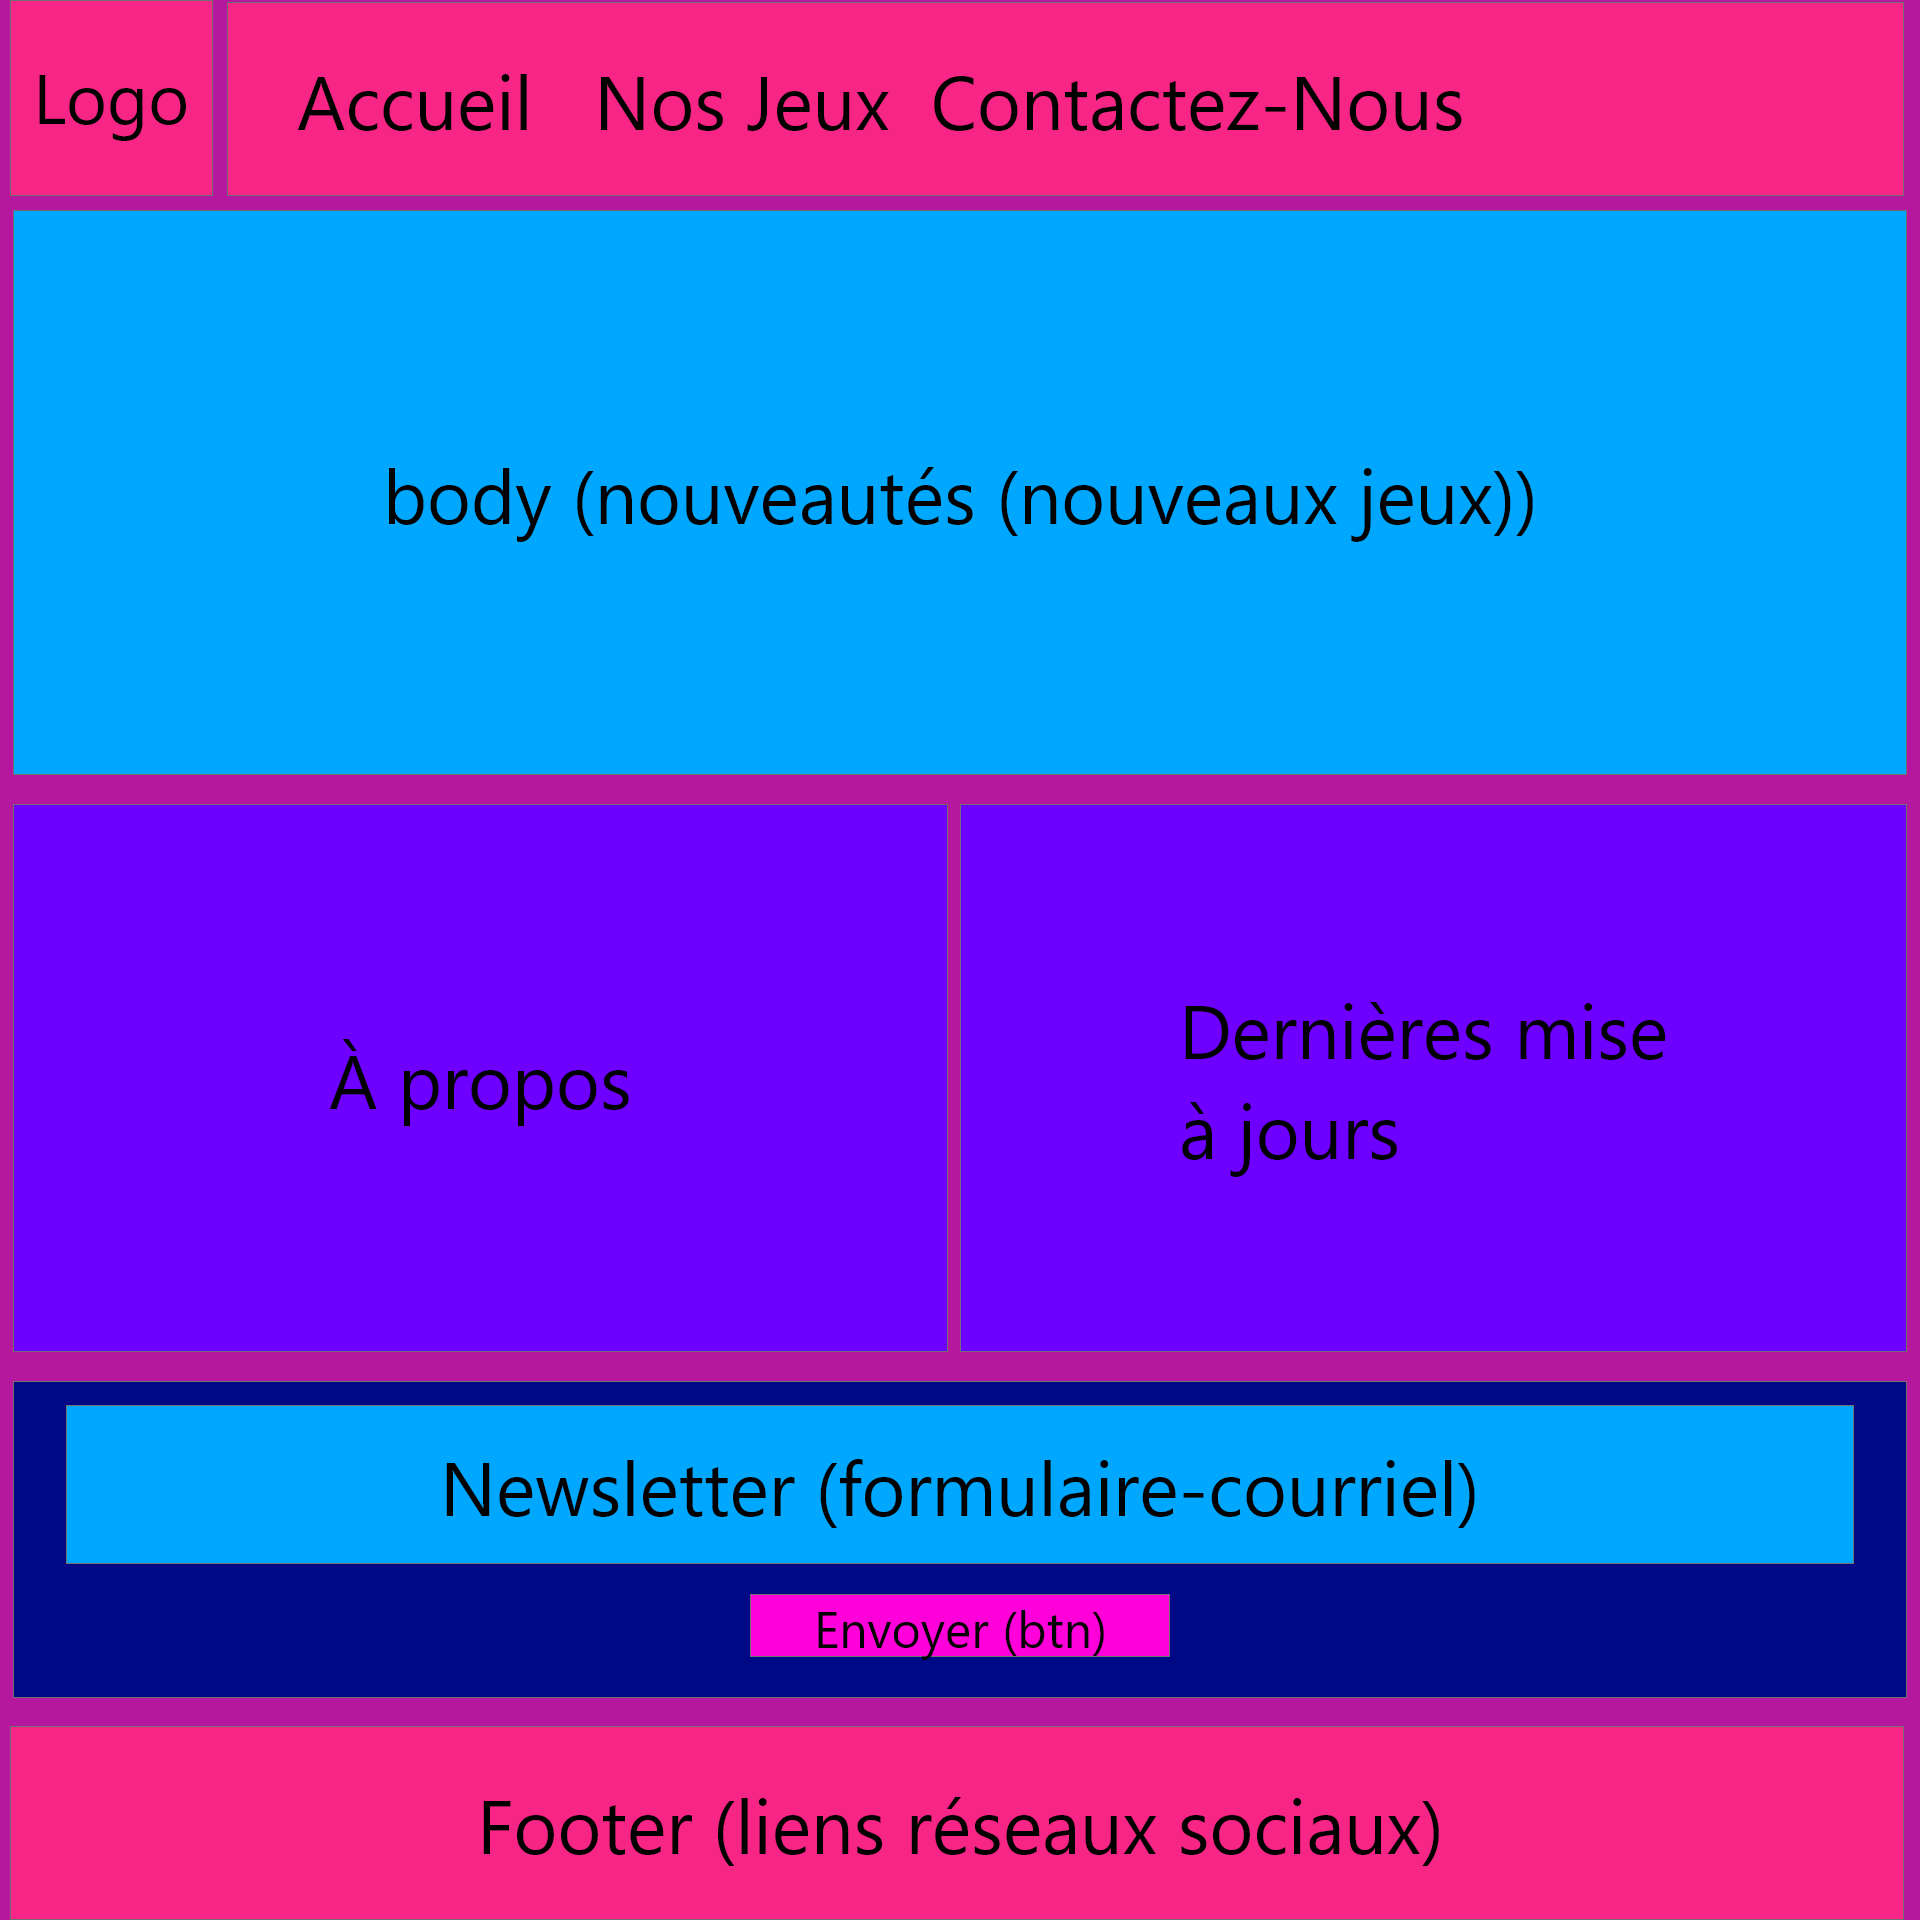 Logo
Accueil Nos Jeux Contactez-Nous
body (nouveautés (nouveaux jeux))
À propos
Dernières mise
à jours
Newsletter (formulaire-courriel)
Envoyer (btn)
Footer (liens réseaux sociaux)